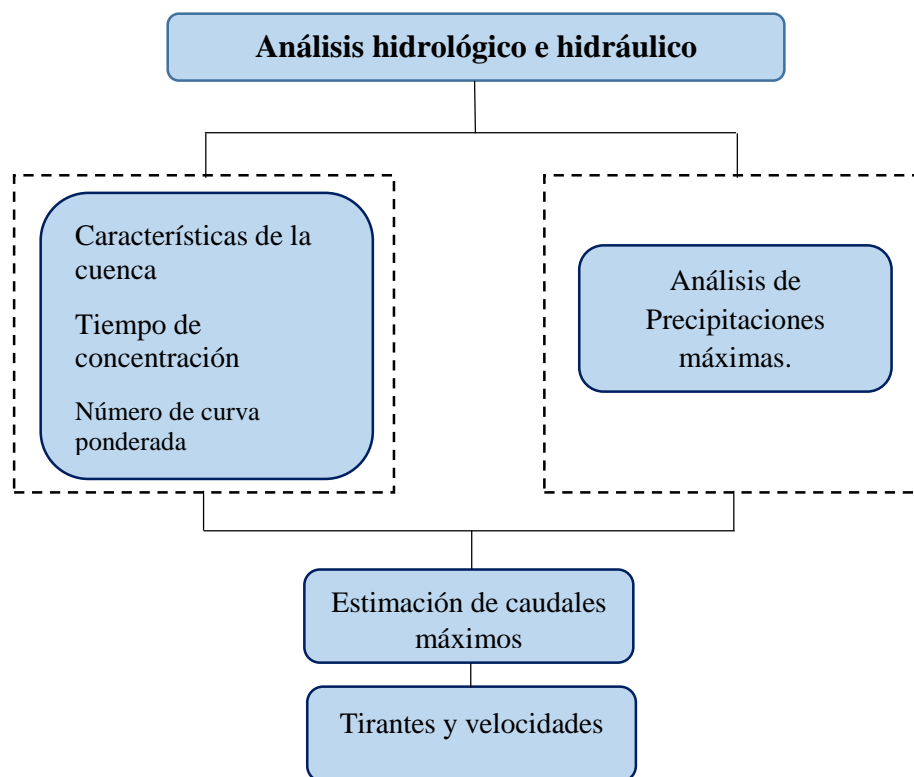 Análisis hidrológico e hidráulico
Características de la
cuenca
Tiempo de
concentración
Número de curva
ponderada
Análisis de
Precipitaciones
máximas.
Estimación de caudales
máximos
Tirantes y velocidades